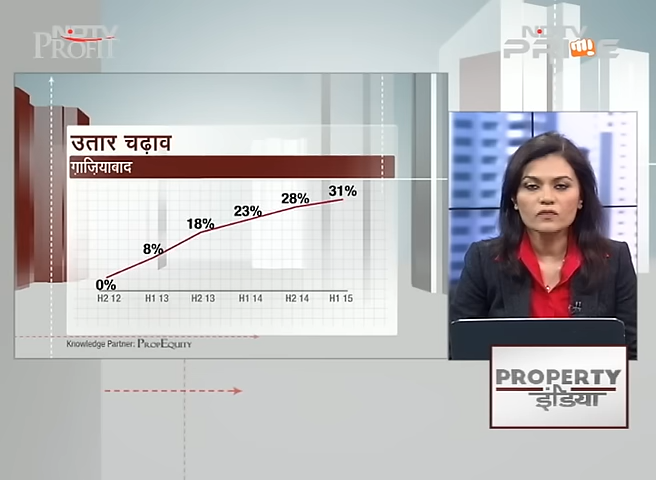 NDTV
PROFIT
NDTV
PRIME
उतार चढ़ाव
ग़ाज़ियाबाद
0%
8%
18%
23%
28%
31%
H2 12
H1 13
H2 13
H1 14
H2 14
H1 15
Knowledge Partner: PROPEQUITY
PROPERTY
इंडिया